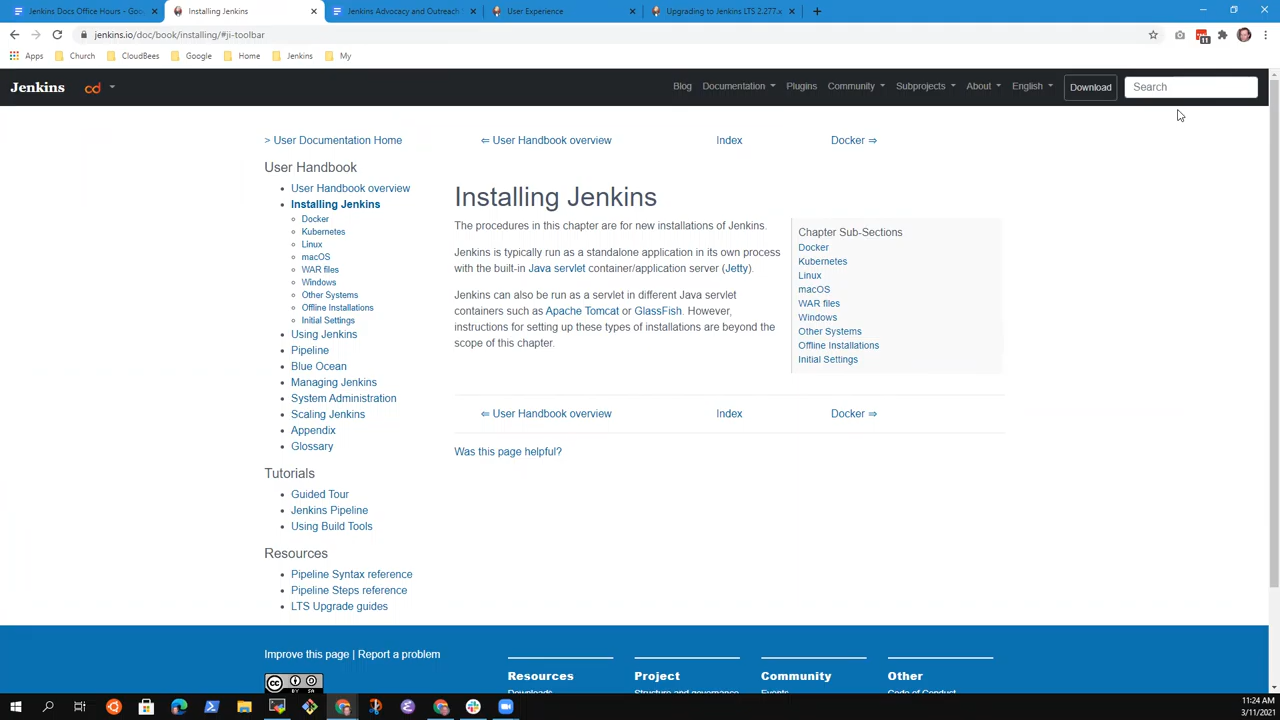 Jenkins Docs Office Hours - Goo
Installing Jenkins
Jenkins Advocacy and Outreach
User Experience
Upgrading to Jenkins LTS 2.277.x
jenkins.io/doc/book/installing/#ji-toolbar
11
Apps
Church
CloudBees
Google
Home
Jenkins
My
Jenkins
cd
Blog
Documentation
Plugins
Community
Subprojects
About
English
Download
Search
> User Documentation Home
⇐ User Handbook overview
Index
Docker ⇒
User Handbook
User Handbook overview
Installing Jenkins
Docker
Kubernetes
Linux
macOS
WAR files
Windows
Other Systems
Offline Installations
Initial Settings
Using Jenkins
Pipeline
Blue Ocean
Managing Jenkins
System Administration
Scaling Jenkins
Appendix
Glossary
Tutorials
Guided Tour
Jenkins Pipeline
Using Build Tools
Resources
Pipeline Syntax reference
Pipeline Steps reference
LTS Upgrade guides
Installing Jenkins
The procedures in this chapter are for new installations of Jenkins.
Jenkins is typically run as a standalone application in its own process
with the built-in Java servlet container/application server (Jetty).
Jenkins can also be run as a servlet in different Java servlet
containers such as Apache Tomcat or GlassFish. However,
instructions for setting up these types of installations are beyond the
scope of this chapter.
Chapter Sub-Sections
Docker
Kubernetes
Linux
macOS
WAR files
Windows
Other Systems
Offline Installations
Initial Settings
⇐ User Handbook overview
Index
Docker ⇒
Was this page helpful?
Improve this page | Report a problem
Resources
Project
Community
Other
Downloads
Structure and governance
Events
Code of Conduct
11:24 AM
3/11/2021